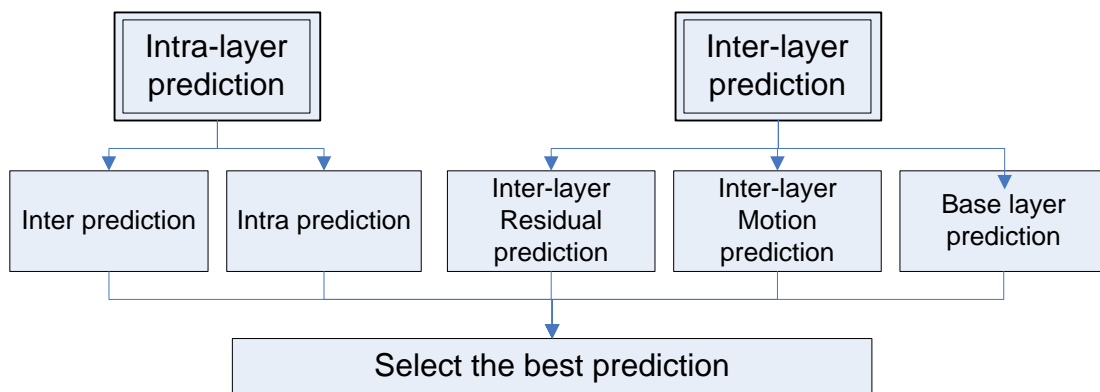 Intra-layer
prediction
Inter-layer
prediction
Inter prediction
Intra prediction
Inter-layer
Residual
prediction
Inter-layer
Motion
prediction
Base layer
prediction
Select the best prediction